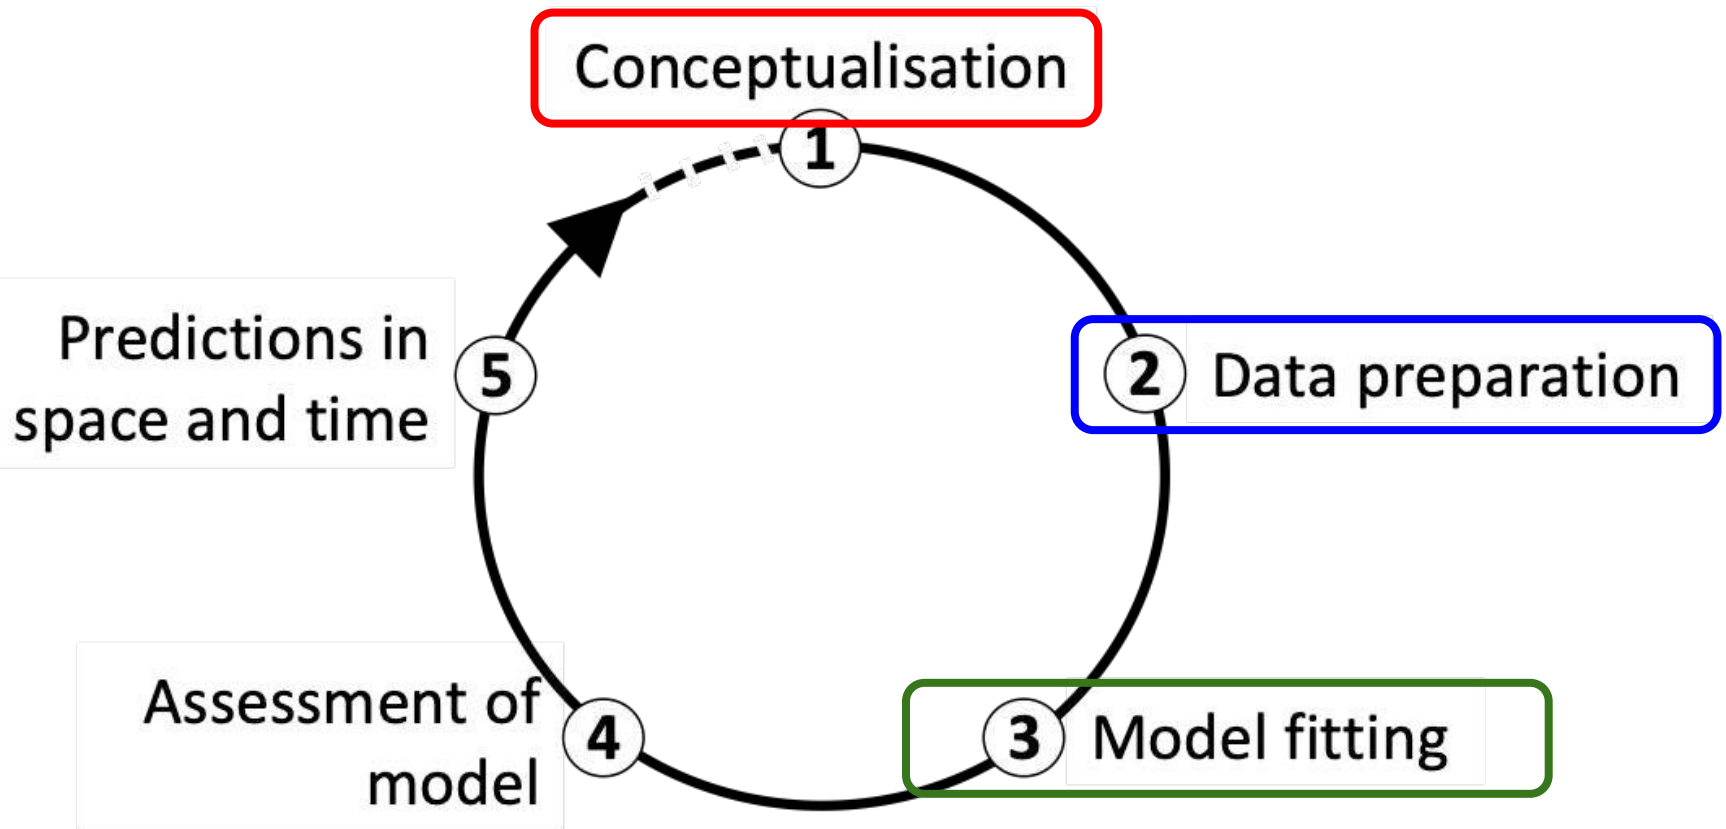 Conceptualisation
1
2 Data preparation
3 Model fitting
4
Assessment of
model
5
Predictions in
space and time